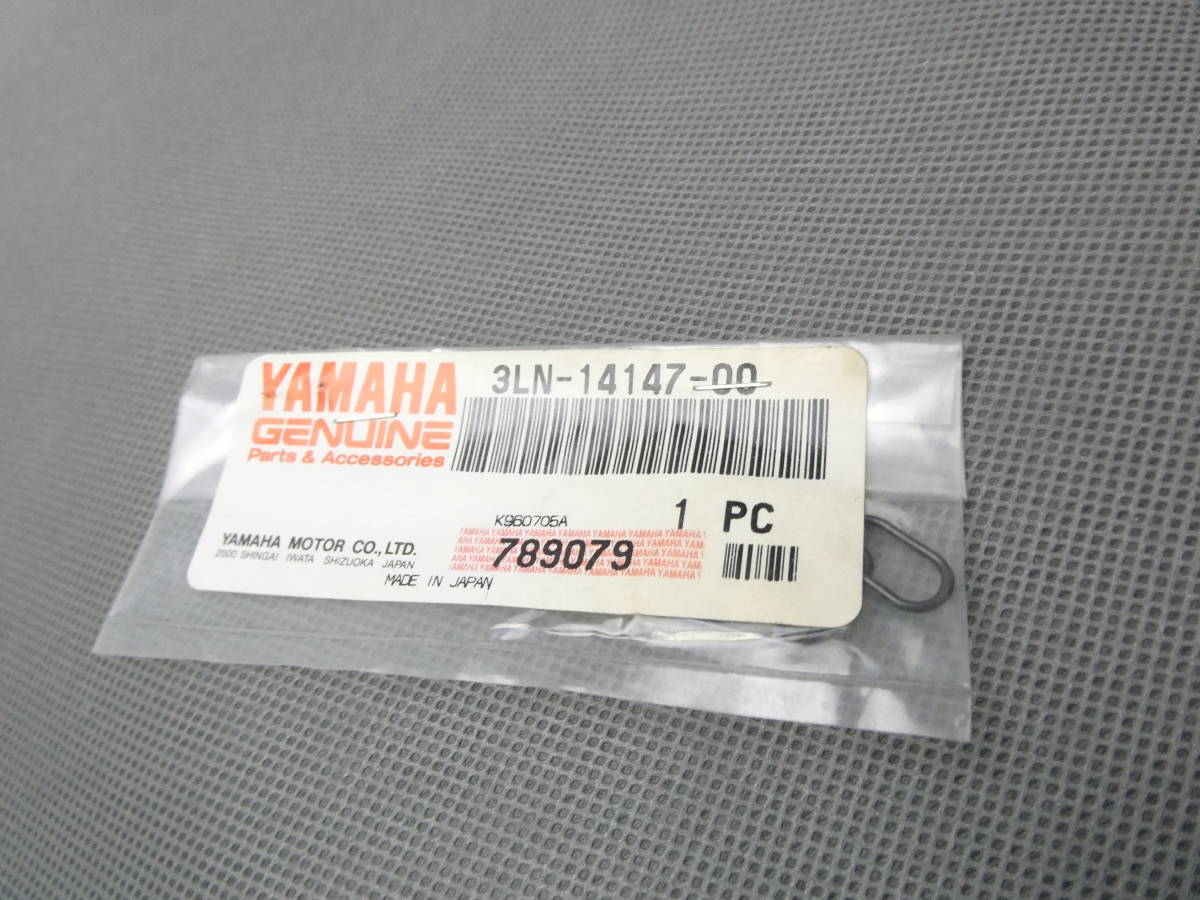 YAMAHA
GENUINE
Parts & Accessories
3LN-14147-00
K960705A
1 PC
YAMAHA MOTOR CO., LTD.
2500 SHINGAI IWATA SHIZUOKA JAPAN
789079
MADE IN JAPAN